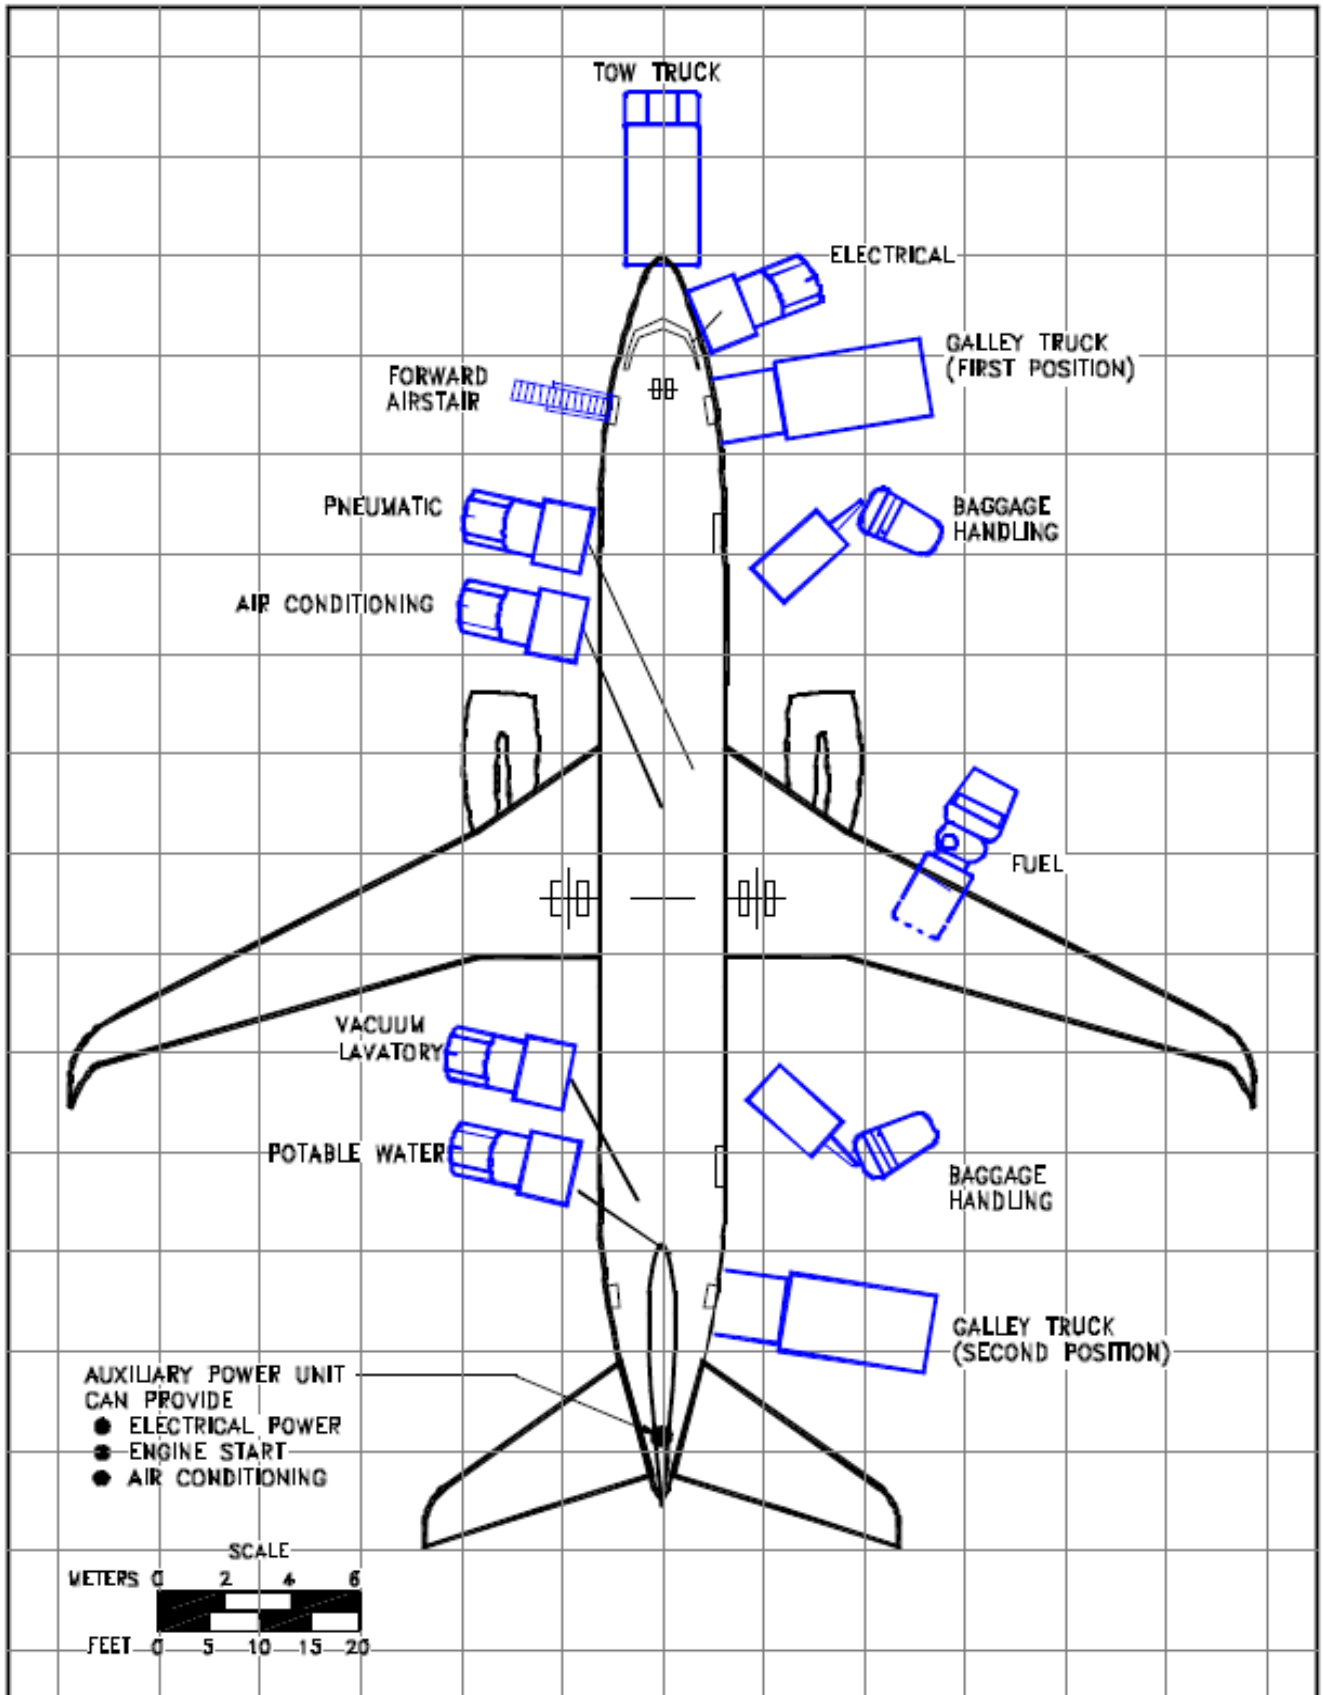 TOW TRUCK
ELECTRICAL
GALLEY TRUCK
(FIRST POSITION)
FORWARD
AIRSTAIR
PNEUMATIC
BAGGAGE
HANDLING
AIR CONDITIONING
FUEL
VACUUM
LAVATORY
POTABLE WATER
BAGGAGE
HANDLING
GALLEY TRUCK
(SECOND POSITION)
AUXILIARY POWER UNIT
CAN PROVIDE
● ELECTRICAL POWER
● ENGINE START
● AIR CONDITIONING
SCALE
METERS 0 2 4 6
FEET 0 5 10 15 20